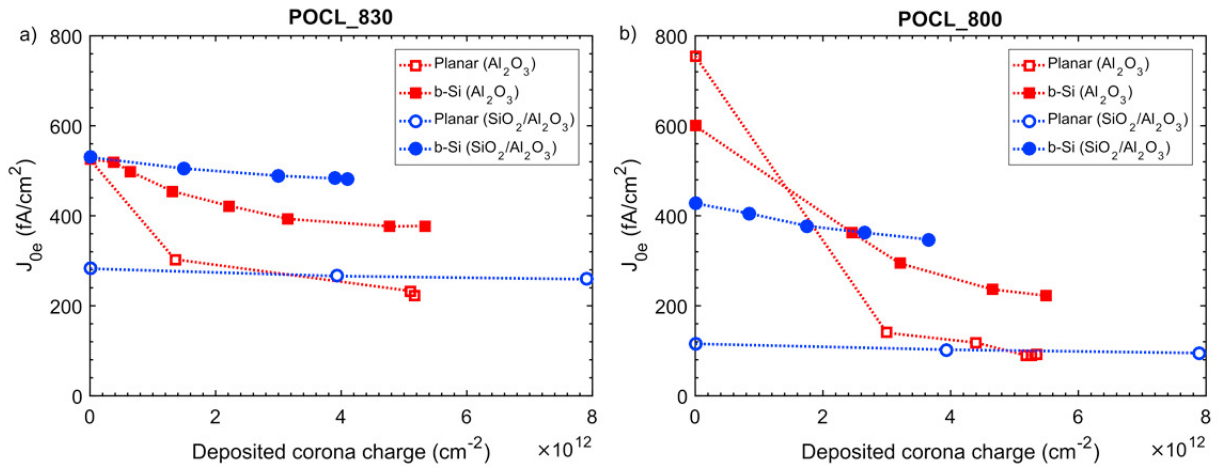 POCL_830
a)
800
600
400
200
0
J0e (fA/cm2)
Planar (Al2O3)
b-Si (Al2O3)
Planar (SiO2/Al2O3)
b-Si (SiO2/Al2O3)
0 2 4 6 8
Deposited corona charge (cm-2) ×10^12
POCL_800
b)
800
600
400
200
0
J0e (fA/cm2)
Planar (Al2O3)
b-Si (Al2O3)
Planar (SiO2/Al2O3)
b-Si (SiO2/Al2O3)
0 2 4 6 8
Deposited corona charge (cm-2) ×10^12